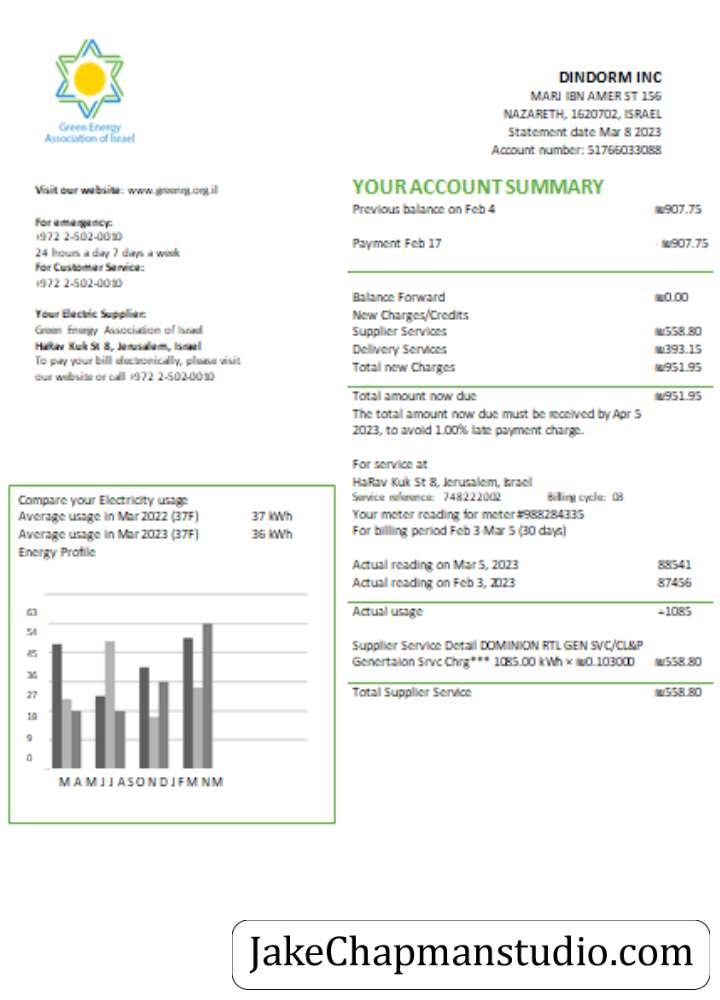 Green Energy
Association of Israel
DINDORM INC
MARJ IBN AMER ST 156
NAZARETH, 1620702, ISRAEL
Statement date Mar 8 2023
Account number: 51766033088
Visit our website: www.greenrg.org.il
For emergency:
+972 2-502-0010
24 hours a day 7 days a week
For Customer Service:
+972 2-502-0010
Your Electric Supplier:
Green Energy Association of Israel
HaRav Kuk St 8, Jerusalem, Israel
To pay your bill electronically, please visit
our website or call +972 2-502-0010
YOUR ACCOUNT SUMMARY
Previous balance on Feb 4 ₪907.75
Payment Feb 17 - ₪907.75
Balance Forward ₪0.00
New Charges/Credits
Supplier Services ₪558.80
Delivery Services ₪393.15
Total new Charges ₪951.95
Total amount now due ₪951.95
The total amount now due must be received by Apr 5
2023, to avoid 1.00% late payment charge.
For service at
HaRav Kuk St 8, Jerusalem, Israel
Service reference: 748222002 Billing cycle: 03
Your meter reading for meter #988284335
For billing period Feb 3-Mar 5 (30 days)
Actual reading on Mar 5, 2023 88541
Actual reading on Feb 3, 2023 87456
Actual usage =1085
Supplier Service Detail DOMINION RTL GEN SVC/CL&P
Genertaion Srvc Chrg*** 1085.00 kWh × ₪0.103000 ₪558.80
Total Supplier Service ₪558.80
Compare your Electricity usage
Average usage in Mar 2022 (37F) 37 kWh
Average usage in Mar 2023 (37F) 36 kWh
Energy Profile
63
54
45
36
27
18
9
0
M A M J J A S O N D J F M N M
JakeChapmanstudio.com